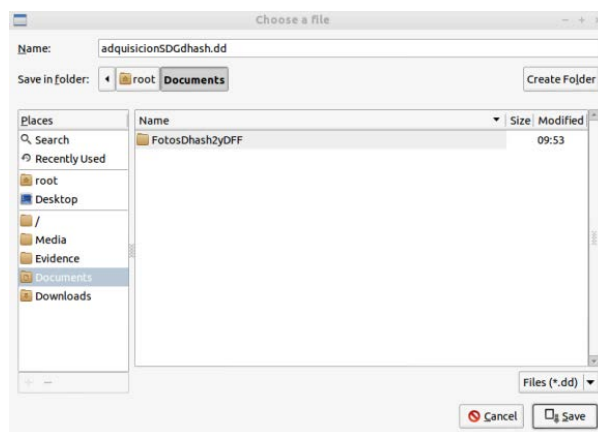 Choose a file
Name: adquisicionSDGdhash.dd
Save in folder: root Documents Create Folder
Places Name Size Modified
Search FotosDhash2yDFF 09:53
Recently Used
root
Desktop
/
Media
Evidence
Documents
Downloads
Files (*.dd)
Cancel Save